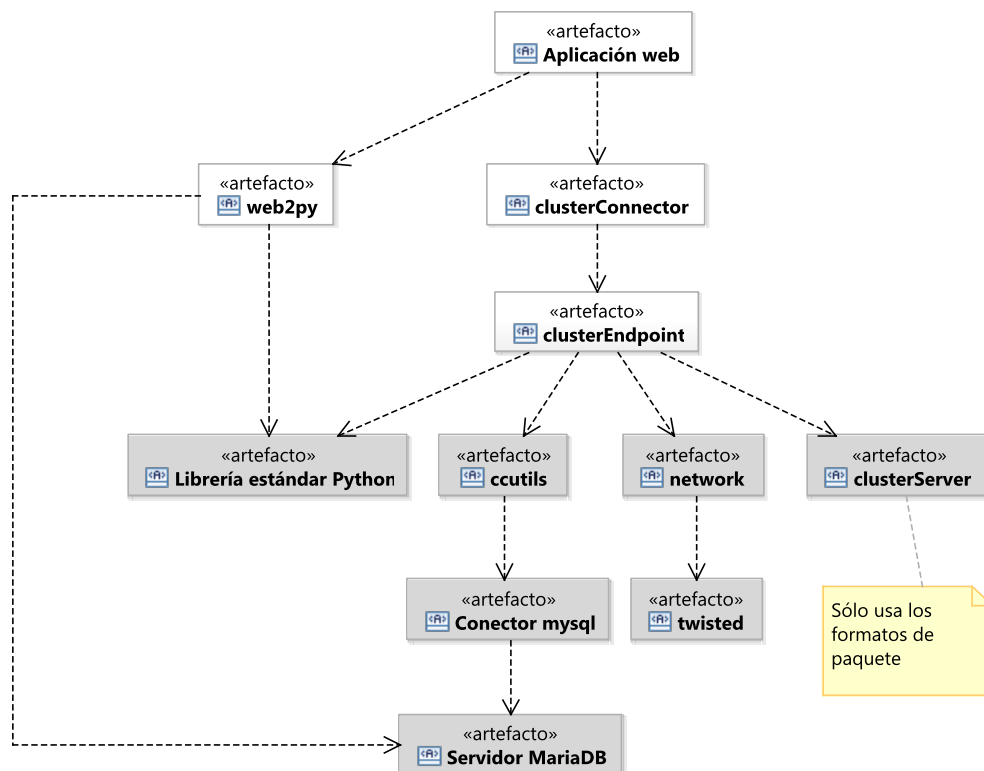 «artefacto»
Aplicación web
«artefacto»
web2py
«artefacto»
clusterConnector
«artefacto»
clusterEndpoint
«artefacto»
Librería estándar Python
«artefacto»
ccutils
«artefacto»
network
«artefacto»
clusterServer
«artefacto»
Conector mysql
«artefacto»
twisted
Sólo usa los
formatos de
paquete
«artefacto»
Servidor MariaDB